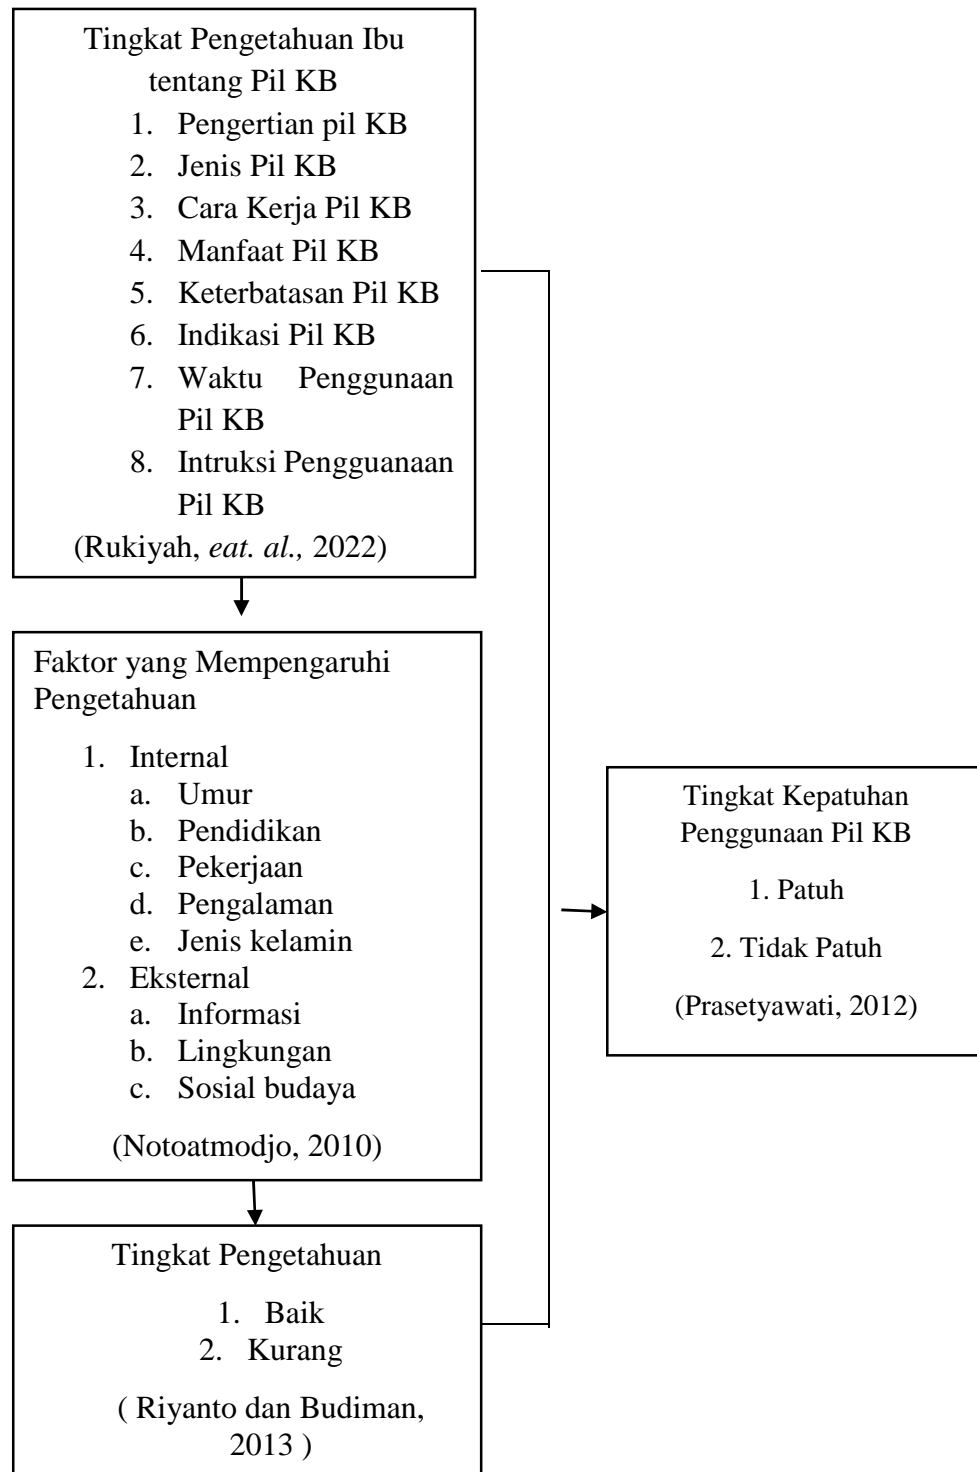 Tingkat Pengetahuan Ibu
tentang Pil KB
1. Pengertian pil KB
2. Jenis Pil KB
3. Cara Kerja Pil KB
4. Manfaat Pil KB
5. Keterbatasan Pil KB
6. Indikasi Pil KB
7. Waktu Penggunaan
Pil KB
8. Intruksi Pengguanaan
Pil KB
(Rukiyah, eat. al., 2022)
Faktor yang Mempengaruhi
Pengetahuan
1. Internal
a. Umur
b. Pendidikan
c. Pekerjaan
d. Pengalaman
e. Jenis kelamin
2. Eksternal
a. Informasi
b. Lingkungan
c. Sosial budaya
(Notoatmodjo, 2010)
Tingkat Pengetahuan
1. Baik
2. Kurang
( Riyanto dan Budiman,
2013 )
Tingkat Kepatuhan
Penggunaan Pil KB
1. Patuh
2. Tidak Patuh
(Prasetyawati, 2012)